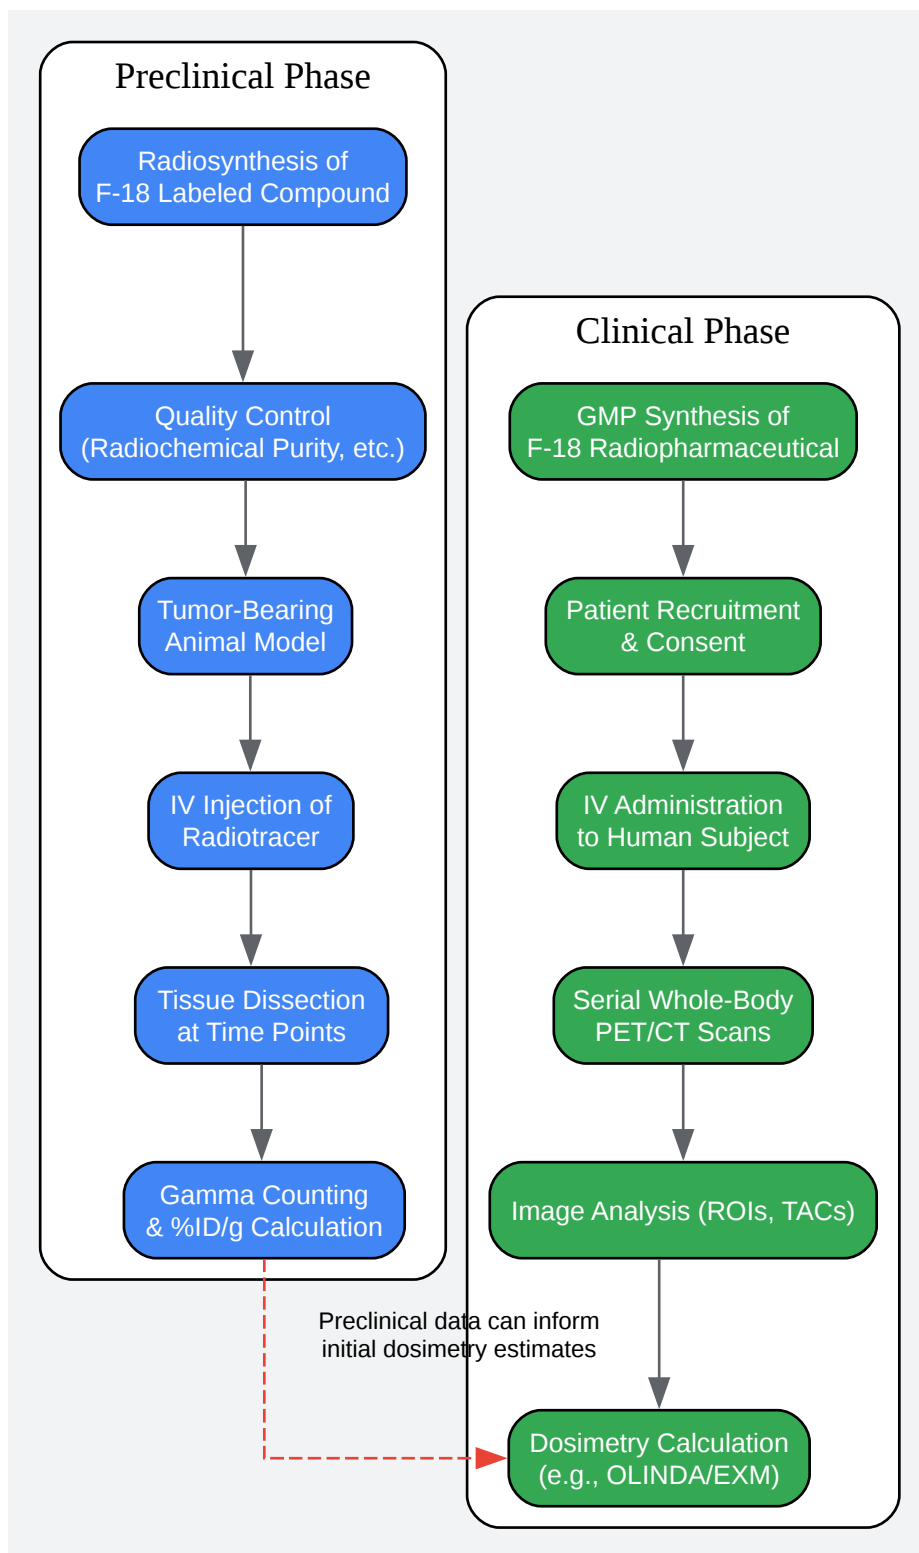 Preclinical Phase
Radiosynthesis of
F-18 Labeled Compound
Quality Control
(Radiochemical Purity, etc.)
Tumor-Bearing
Animal Model
IV Injection of
Radiotracer
Tissue Dissection
at Time Points
Gamma Counting
& %ID/g Calculation
Preclinical data can inform
initial dosimetry estimates
Clinical Phase
GMP Synthesis of
F-18 Radiopharmaceutical
Patient Recruitment
& Consent
IV Administration
to Human Subject
Serial Whole-Body
PET/CT Scans
Image Analysis (ROIs, TACs)
Dosimetry Calculation
(e.g., OLINDA/EXM)